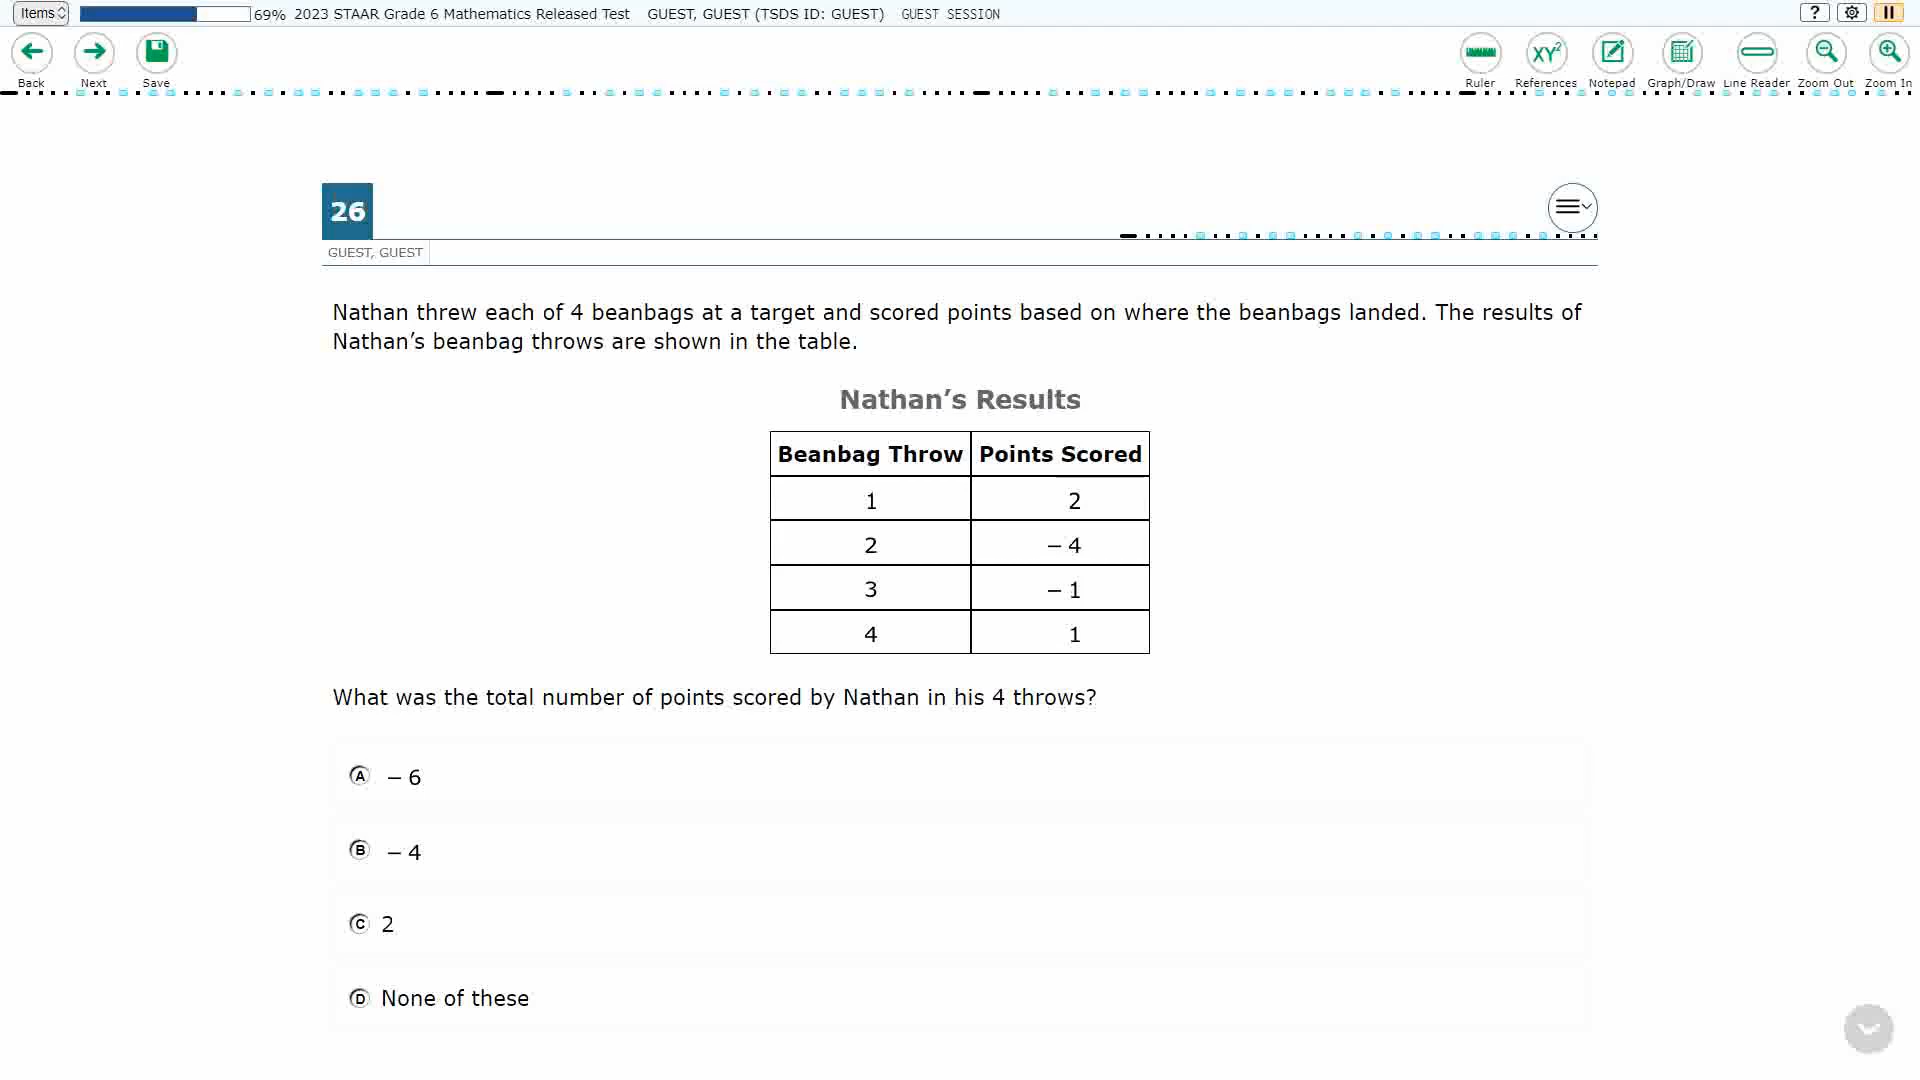 Items 69% 2023 STAAR Grade 6 Mathematics Released Test GUEST, GUEST (TSDS ID: GUEST) GUEST SESSION ?
Back Next Save XY² Ruler References Notepad Graph/Draw Line Reader Zoom Out Zoom In
26
GUEST, GUEST
Nathan threw each of 4 beanbags at a target and scored points based on where the beanbags landed. The results of
Nathan’s beanbag throws are shown in the table.
Nathan’s Results
Beanbag Throw Points Scored
1 2
2 − 4
3 − 1
4 1
What was the total number of points scored by Nathan in his 4 throws?
A − 6
B − 4
C 2
D None of these